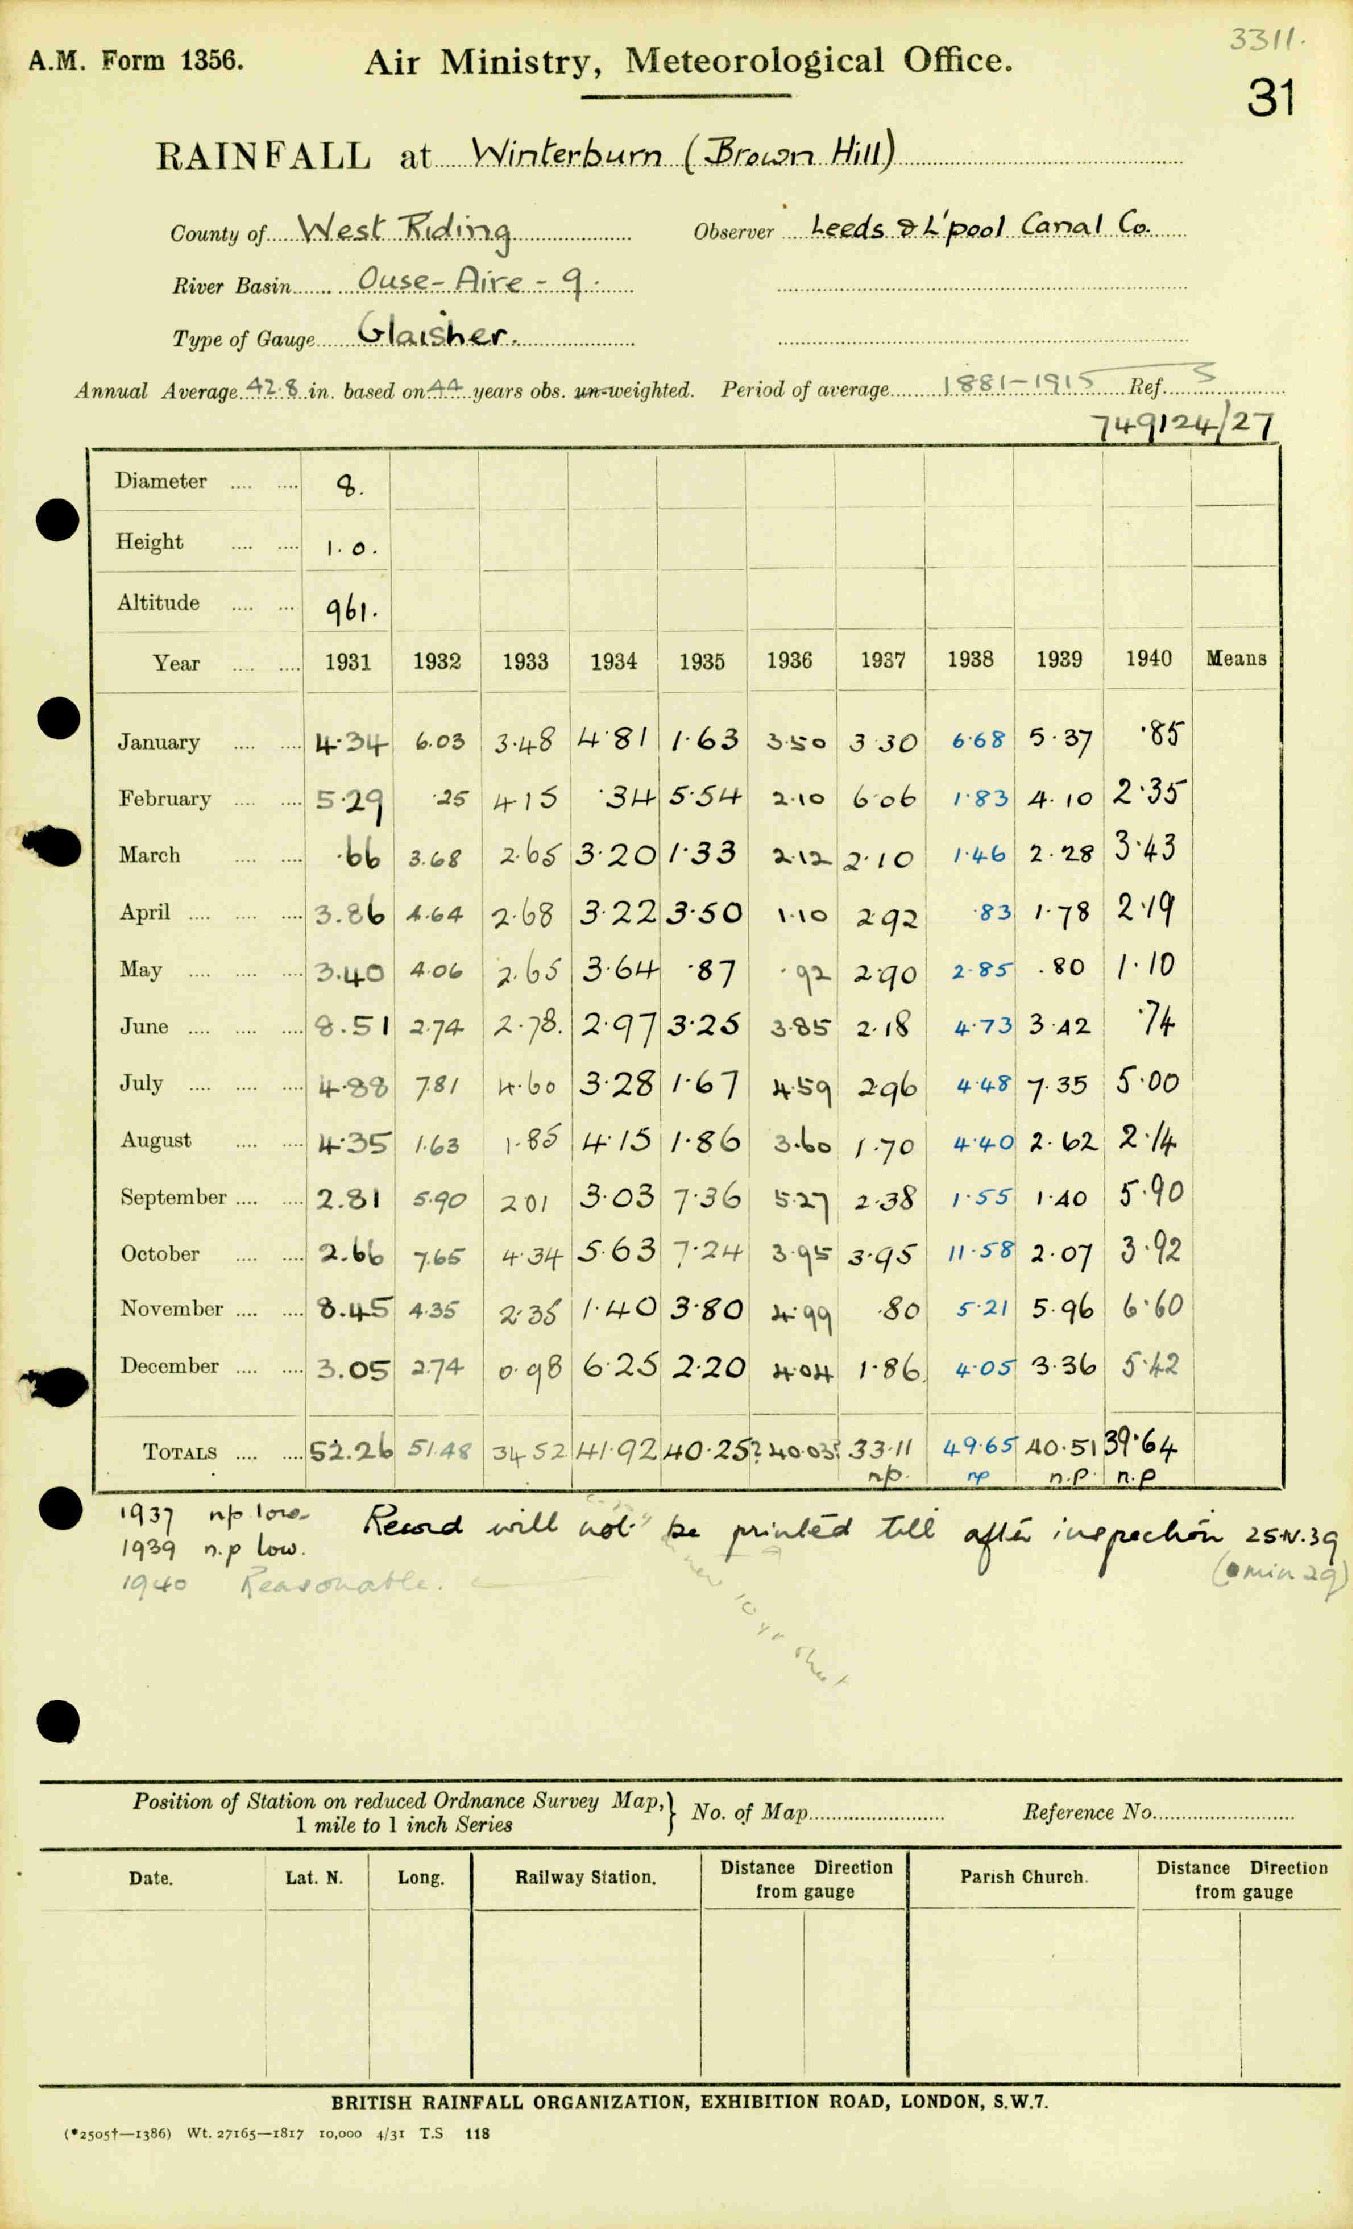 3311.
A.M. Form 1356. Air Ministry, Meteorological Office.
31
RAINFALL at Winterburn (Brown Hill)
County of West Riding Observer Leeds & L'pool Canal Co.
River Basin Ouse-Aire-9.
Type of Gauge Glaisher.
Annual Average 42.8 in. based on 44 years obs. un-weighted. Period of average 1881-1915 Ref. S
749124/27
Diameter 8.
Height 1.0.
Altitude 961.
Year 1931 1932 1933 1934 1935 1936 1937 1938 1939 1940 Means
January 4.34 6.03 3.48 4.81 1.63 3.50 3.30 6.68 5.37 .85
February 5.29 .25 4.15 .34 5.54 2.10 6.06 1.83 4.10 2.35
March .66 3.68 2.65 3.20 1.33 2.12 2.10 1.46 2.28 3.43
April 3.86 4.64 2.68 3.22 3.50 1.10 2.92 .83 1.78 2.19
May 3.40 4.06 2.65 3.64 .87 .92 2.90 2.85 .80 1.10
June 8.51 2.74 2.78. 2.97 3.25 3.85 2.18 4.73 3.42 .74
July 4.88 7.81 4.60 3.28 1.67 4.59 2.96 4.48 7.35 5.00
August 4.35 1.63 1.85 4.15 1.86 3.60 1.70 4.40 2.62 2.14
September 2.81 5.90 2.01 3.03 7.36 5.27 2.38 1.55 1.40 5.90
October 2.66 7.65 4.34 5.63 7.24 3.95 3.95 11.58 2.07 3.92
November 8.45 4.35 2.35 1.40 3.80 4.99 .80 5.21 5.96 6.60
December 3.05 2.74 0.98 6.25 2.20 4.04 1.86 4.05 3.36 5.42
TOTALS 52.26 51.48 34 52 41.92 40.25? 40.03? 33.11 49.65 40.51 39.64
np. np n.p. n.p
1937 np low Record will not be printed till after inspection 25.IV.39
1939 n.p low.
1940 Reasonable.
new 10 yr sheet
Position of Station on reduced Ordnance Survey Map, } No. of Map Reference No.
1 mile to 1 inch Series
Date. Lat. N. Long. Railway Station. Distance Direction from gauge Parish Church. Distance Direction from gauge
BRITISH RAINFALL ORGANIZATION, EXHIBITION ROAD, LONDON, S.W.7.
(*2505†—1386) Wt. 27165—1817 10,000 4/31 T.S 118